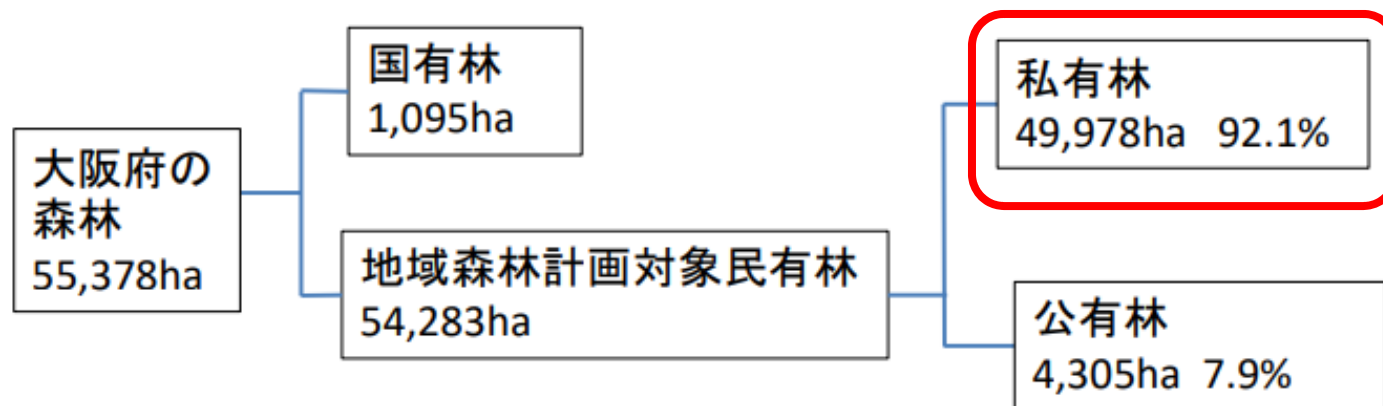 大阪府の
森林
55,378ha
国有林
1,095ha
地域森林計画対象民有林
54,283ha
私有林
49,978ha 92.1%
公有林
4,305ha 7.9%